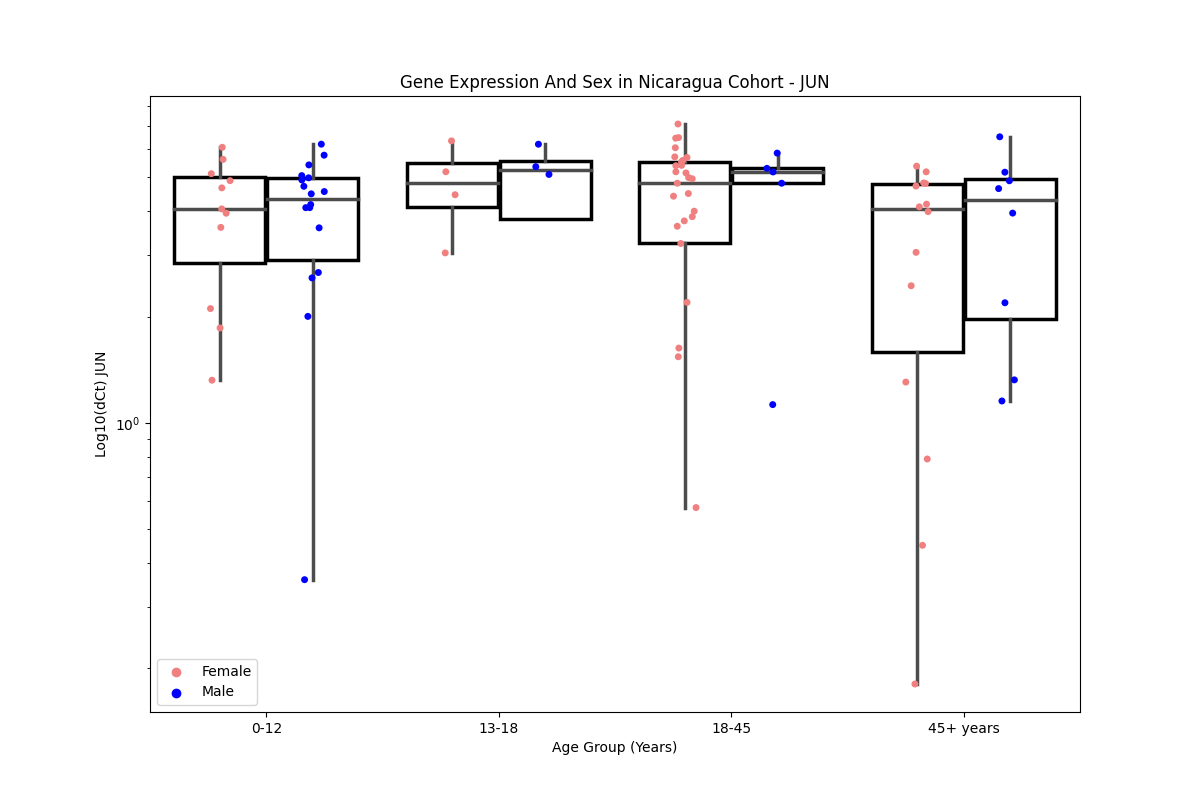 Gene Expression And Sex in Nicaragua Cohort - JUN
Log10(dCt) JUN
10⁰
Female
Male
0-12
13-18
18-45
45+ years
Age Group (Years)